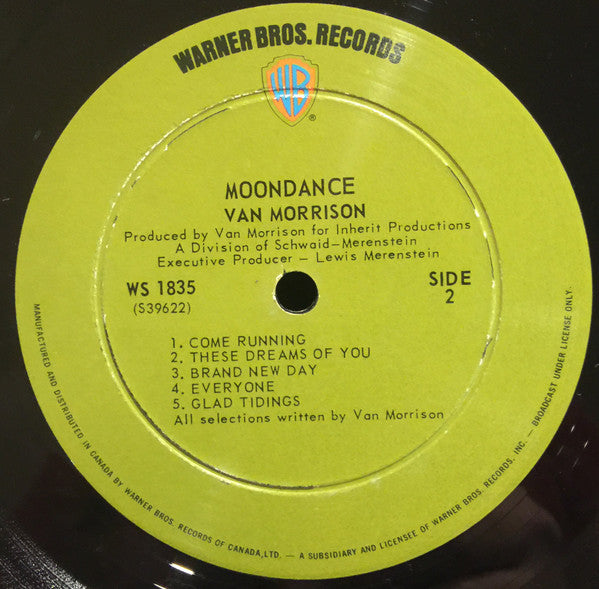 WARNER BROS. RECORDS
WB
®
MOONDANCE
VAN MORRISON
Produced by Van Morrison for Inherit Productions
A Division of Schwaid–Merenstein
Executive Producer – Lewis Merenstein
WS 1835
(S39622)
SIDE
2
1. COME RUNNING
2. THESE DREAMS OF YOU
3. BRAND NEW DAY
4. EVERYONE
5. GLAD TIDINGS
All selections written by Van Morrison
MANUFACTURED AND DISTRIBUTED IN CANADA BY WARNER BROS. RECORDS OF CANADA, LTD. — A SUBSIDIARY AND LICENSEE OF WARNER BROS. RECORDS, INC. — BROADCAST UNDER LICENSE ONLY.